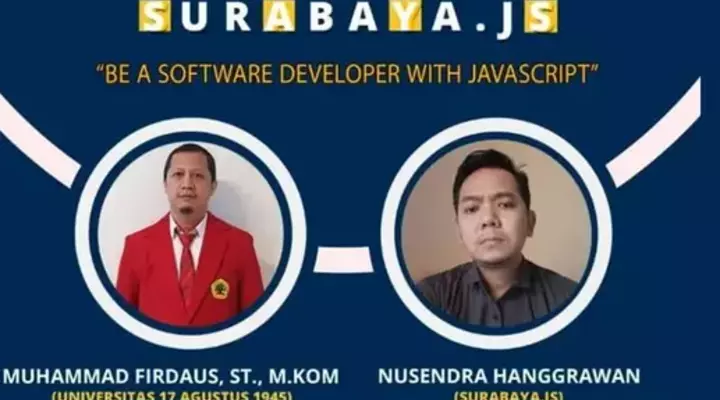 SURABAYA.JS
“BE A SOFTWARE DEVELOPER WITH JAVASCRIPT”
MUHAMMAD FIRDAUS, ST., M.KOM
(UNIVERSITAS 17 AGUSTUS 1945)
NUSENDRA HANGGRAWAN
(SURABAYA.JS)